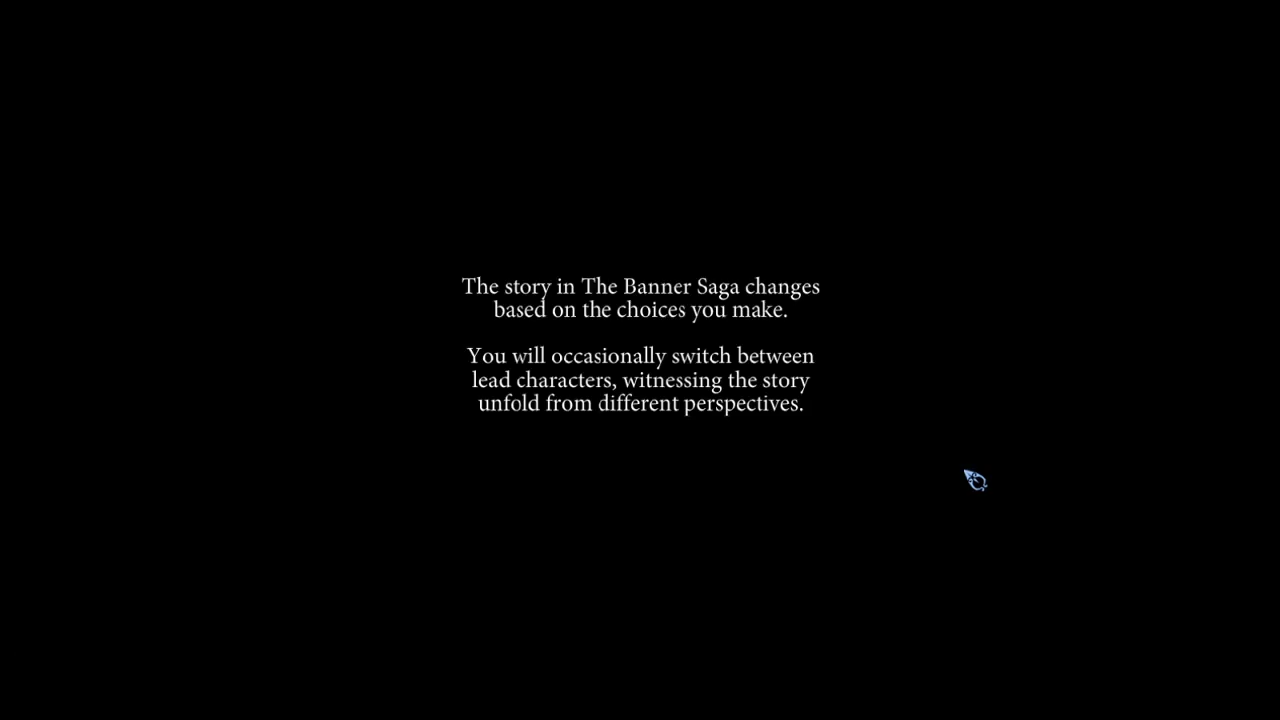 The story in The Banner Saga changes
based on the choices you make.
You will occasionally switch between
lead characters, witnessing the story
unfold from different perspectives.